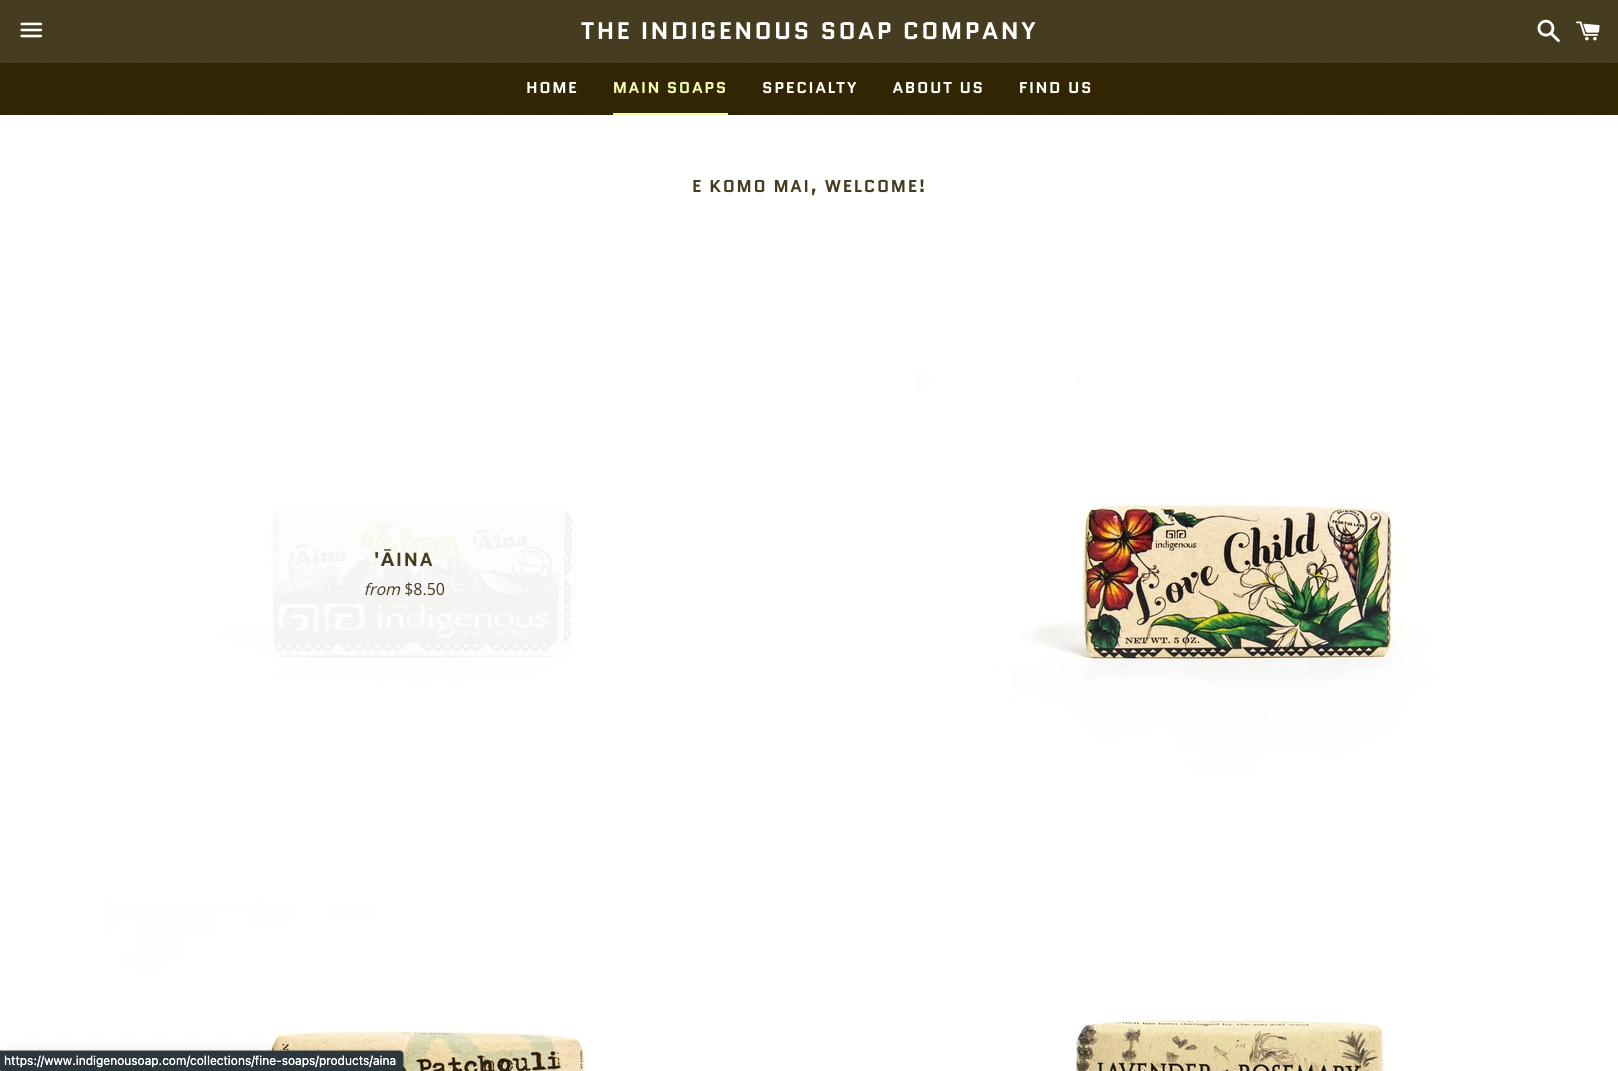 THE INDIGENOUS SOAP COMPANY
HOME MAIN SOAPS SPECIALTY ABOUT US FIND US
E KOMO MAI, WELCOME!
'Āina
'Āina
'Āina
'ĀINA
from $8.50
indigenous
indigenous
Love Child
NET WT. 5 OZ.
Patchouli
LAVENDER ROSEMARY
https://www.indigenousoap.com/collections/fine-soaps/products/aina